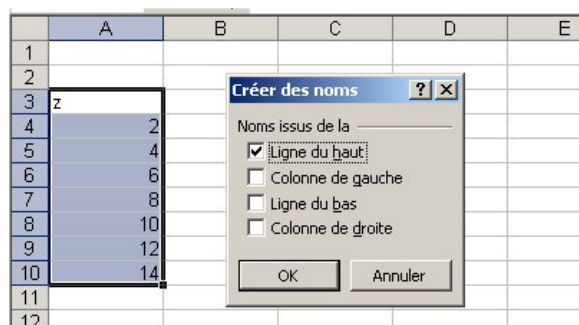 A B C D E
1
2
3 z
4 2
5 4
6 6
7 8
8 10
9 12
10 14
11
12
Créer des noms ? ×
Noms issus de la
Ligne du haut
Colonne de gauche
Ligne du bas
Colonne de droite
OK Annuler